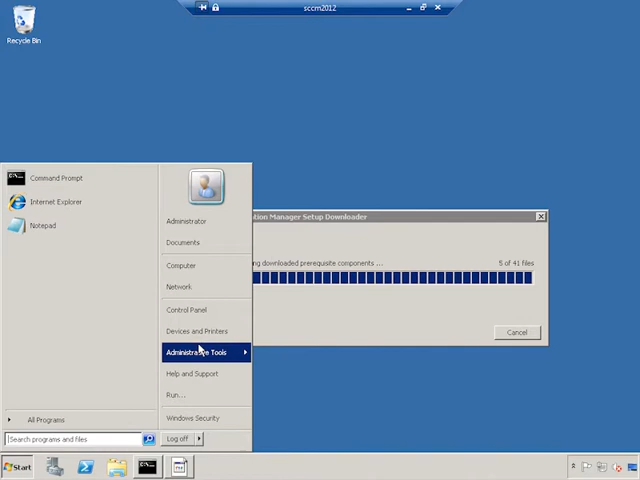 sccm2012
Recycle Bin
Command Prompt
Internet Explorer
Notepad
All Programs
Search programs and files
Administrator
Documents
Computer
Network
Control Panel
Devices and Printers
Administrative Tools
Help and Support
Run...
Windows Security
Log off
tion Manager Setup Downloader
ng downloaded prerequisite components ...
5 of 41 files
Cancel
Start